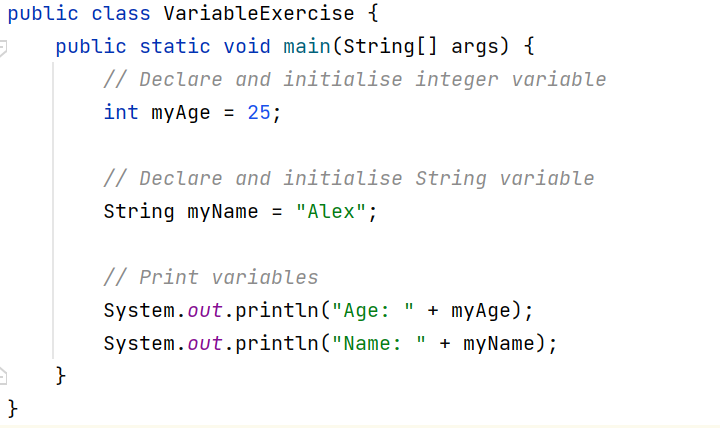 public class VariableExercise {
    public static void main(String[] args) {
        // Declare and initialise integer variable
        int myAge = 25;

        // Declare and initialise String variable
        String myName = "Alex";

        // Print variables
        System.out.println("Age: " + myAge);
        System.out.println("Name: " + myName);
    }
}